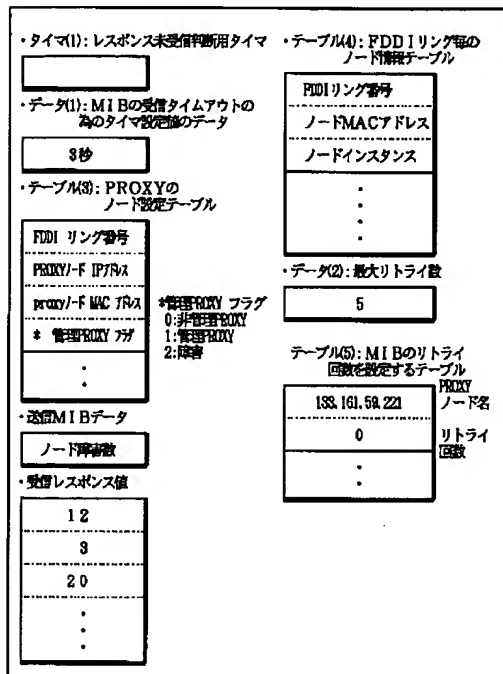 ・タイマ(1): レスポンス未受信判断用タイマ
・データ(1): MIBの受信タイムアウトの
為のタイマ設定値のデータ
3秒
・テーブル(3): PROXYの
ノード設定テーブル
FDDI リング番号
PROXYノード IPアドレス
proxyノード MAC アドレス
* 管理PROXY フラグ
・
・
*管理PROXY フラグ
0:非管理PROXY
1:管理PROXY
2:障害
・送信MIBデータ
ノード障害数
・受信レスポンス値
12
3
20
・
・
・
・テーブル(4): FDDIリング毎の
ノード情報テーブル
FDDIリング番号
ノードMACアドレス
ノードインスタンス
・
・
・
・データ(2): 最大リトライ数
5
テーブル(5): MIBのリトライ
回数を設定するテーブル
133.161.59.221
PROXY
ノード名
0
リトライ
回数
・
・